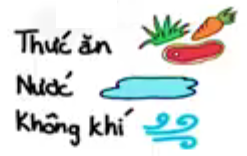 Thức ăn
Nước
Không khí